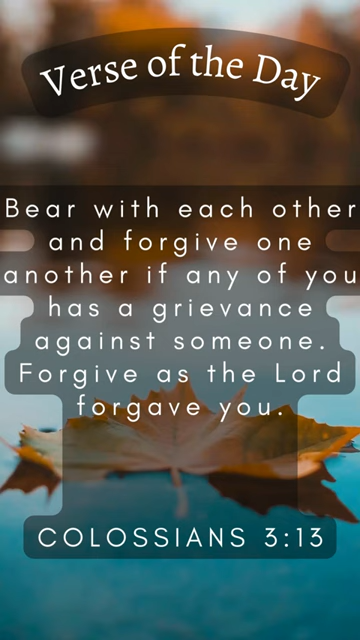 Verse of the Day
Bear with each other
and forgive one
another if any of you
has a grievance
against someone.
Forgive as the Lord
forgave you.
COLOSSIANS 3:13